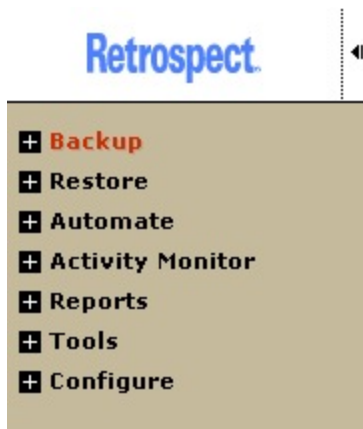 Retrospect.
Backup
Restore
Automate
Activity Monitor
Reports
Tools
Configure